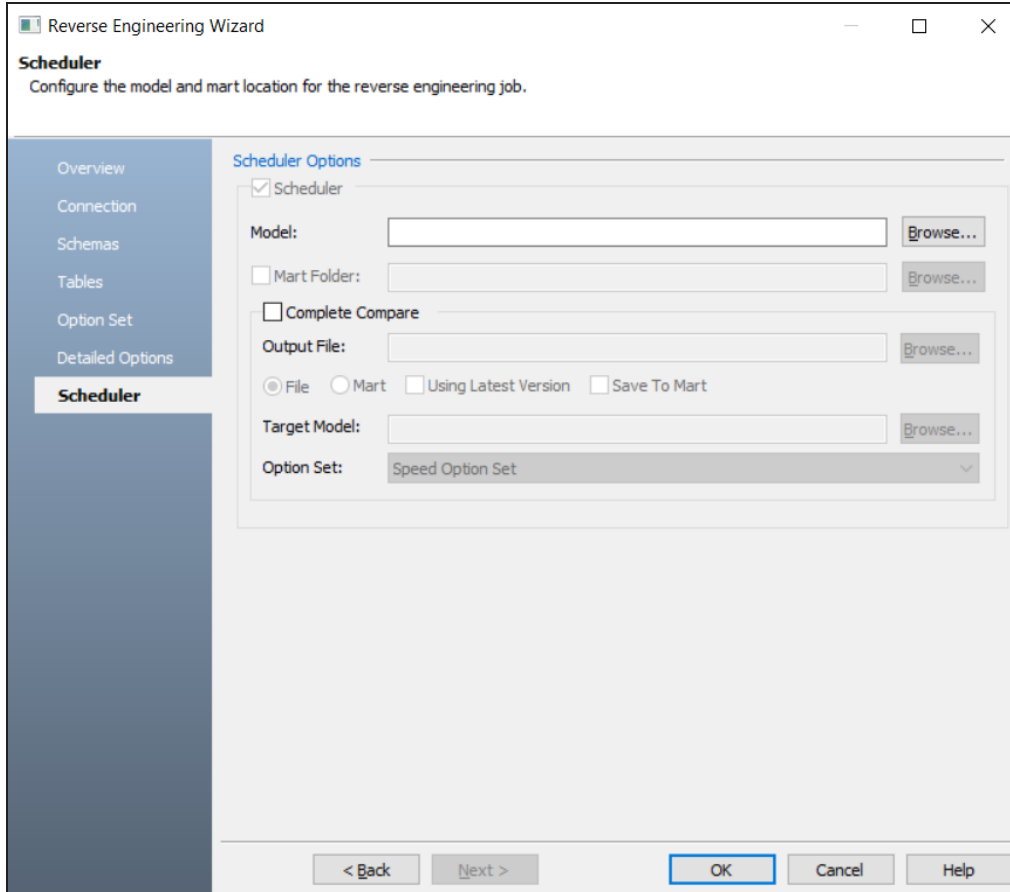 Reverse Engineering Wizard
Scheduler
Configure the model and mart location for the reverse engineering job.
Overview
Connection
Schemas
Tables
Option Set
Detailed Options
Scheduler
Scheduler Options
Scheduler
Model: Browse...
Mart Folder: Browse...
Complete Compare
Output File: Browse...
File Mart Using Latest Version Save To Mart
Target Model: Browse...
Option Set: Speed Option Set
< Back Next > OK Cancel Help